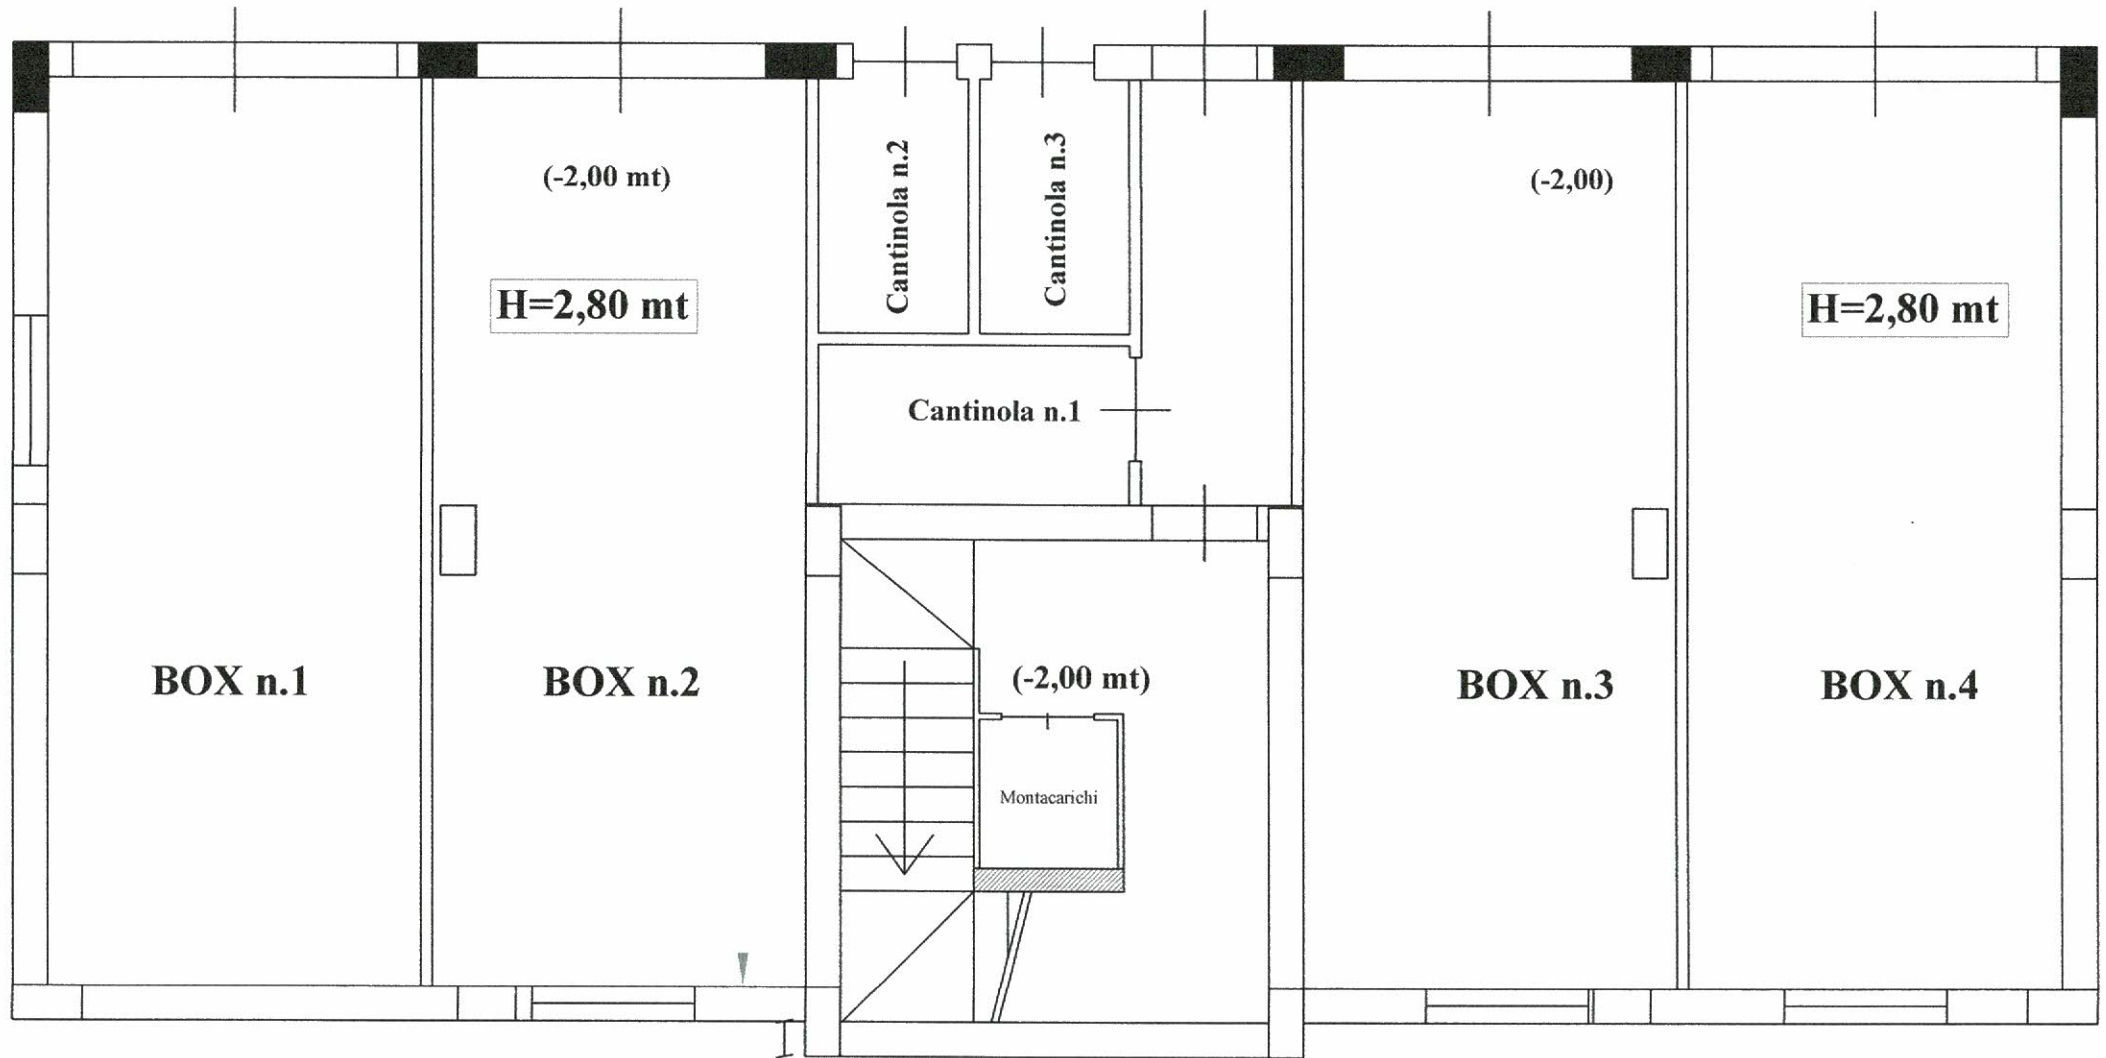 (-2,00 mt)
(-2,00)
Cantinola n.2
Cantinola n.3
H=2,80 mt
H=2,80 mt
Cantinola n.1
BOX n.1
BOX n.2
(-2,00 mt)
BOX n.3
BOX n.4
Montacarichi